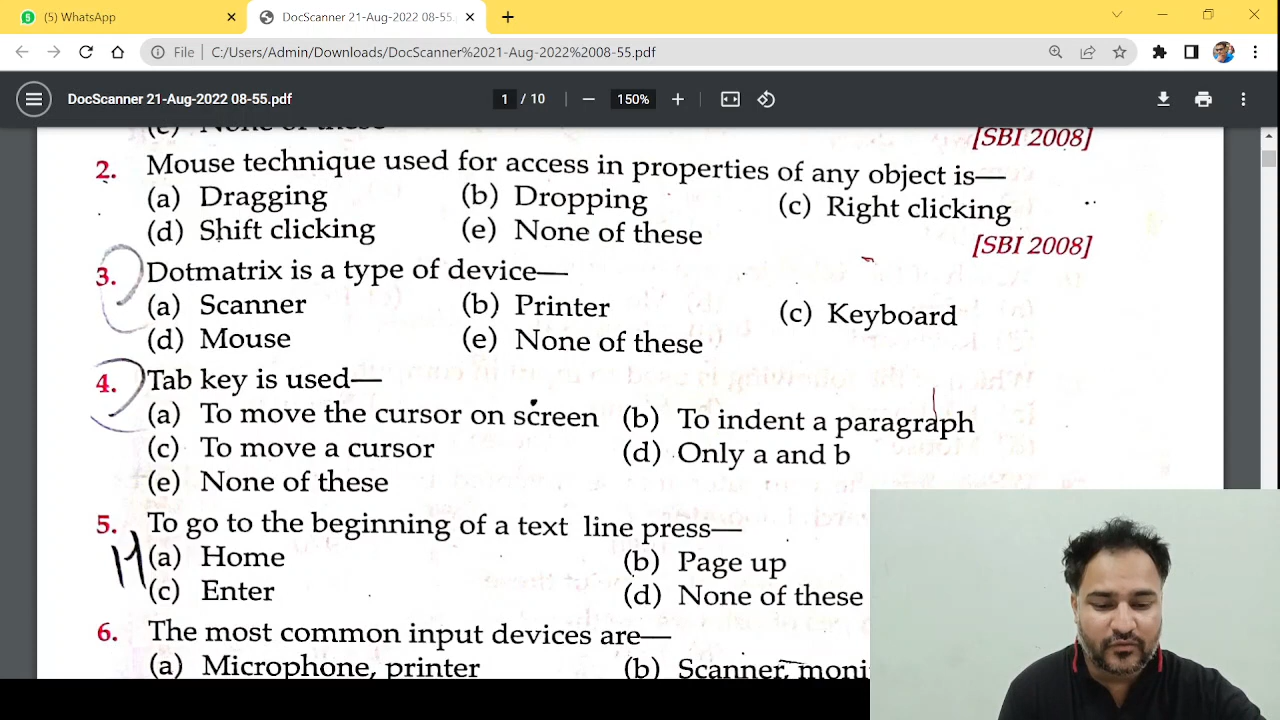 (5) WhatsApp
DocScanner 21-Aug-2022 08-55.
File C:/Users/Admin/Downloads/DocScanner%2021-Aug-2022%2008-55.pdf
DocScanner 21-Aug-2022 08-55.pdf 1 / 10 150%
(e) None of these
[SBI 2008]
2. Mouse technique used for access in properties of any object is—
(a) Dragging (b) Dropping (c) Right clicking
(d) Shift clicking (e) None of these
[SBI 2008]
3. Dotmatrix is a type of device—
(a) Scanner (b) Printer (c) Keyboard
(d) Mouse (e) None of these
4. Tab key is used—
(a) To move the cursor on screen (b) To indent a paragraph
(c) To move a cursor (d) Only a and b
(e) None of these
5. To go to the beginning of a text line press—
(a) Home (b) Page up
(c) Enter (d) None of these
6. The most common input devices are—
(a) Microphone, printer (b) Scanner, moni